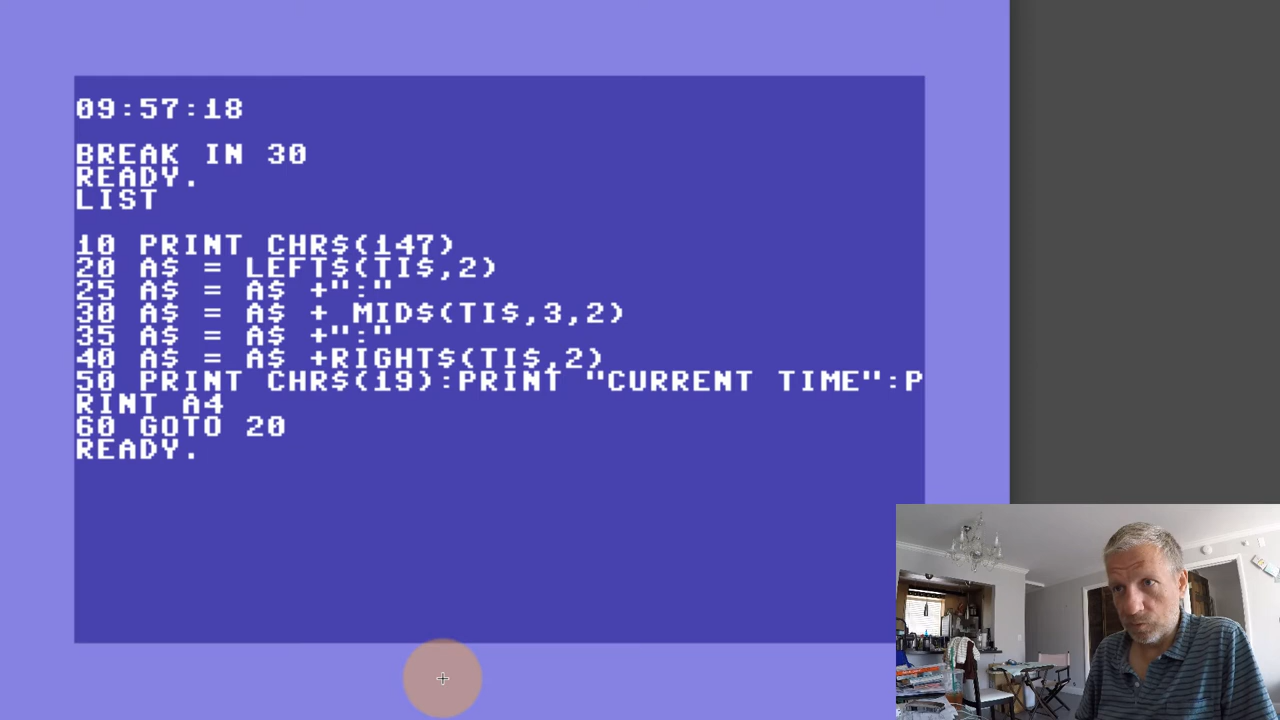 09:57:18
BREAK IN 30
READY.
LIST
10 PRINT CHR$(147)
20 A$ = LEFT$(TI$,2)
25 A$ = A$ +":"
30 A$ = A$ + MID$(TI$,3,2)
35 A$ = A$ +":"
40 A$ = A$ +RIGHT$(TI$,2)
50 PRINT CHR$(19):PRINT "CURRENT TIME":P
RINT A4
60 GOTO 20
READY.